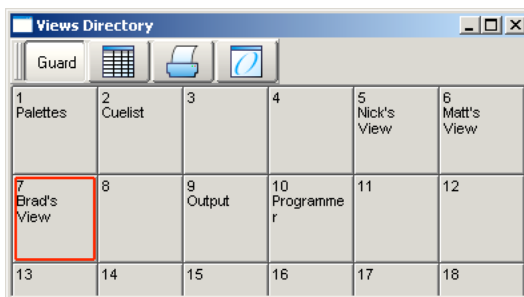 Views Directory
Guard
1
Palettes
2
Cuelist
3
4
5
Nick's
View
6
Matt's
View
7
Brad's
View
8
9
Output
10
Programme
r
11
12
13
14
15
16
17
18